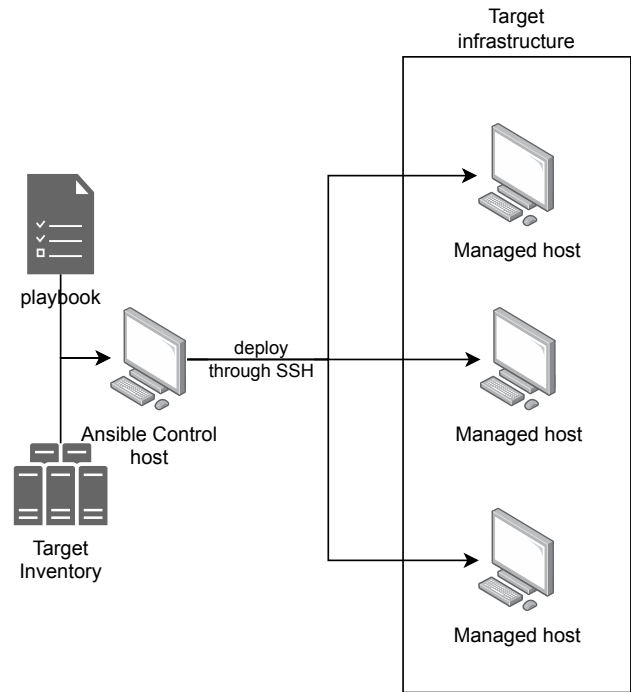 Target
infrastructure
Managed host
playbook
deploy
through SSH
Managed host
Ansible Control
host
Target
Inventory
Managed host